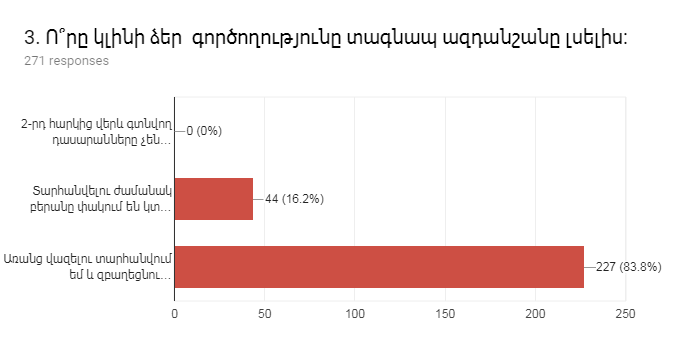 3. Ո՞րը կլինի ձեր գործողությունը տագնապ ազդանշանը լսելիս:
271 responses
2-րդ հարկից վերև գտնվող
դասարանները չեն...
0 (0%)
Տարհանվելու ժամանակ
բերանը փակում են կտ...
44 (16.2%)
Առանց վազելու տարհանվում
եմ և զբաղեցնու...
227 (83.8%)
0 50 100 150 200 250